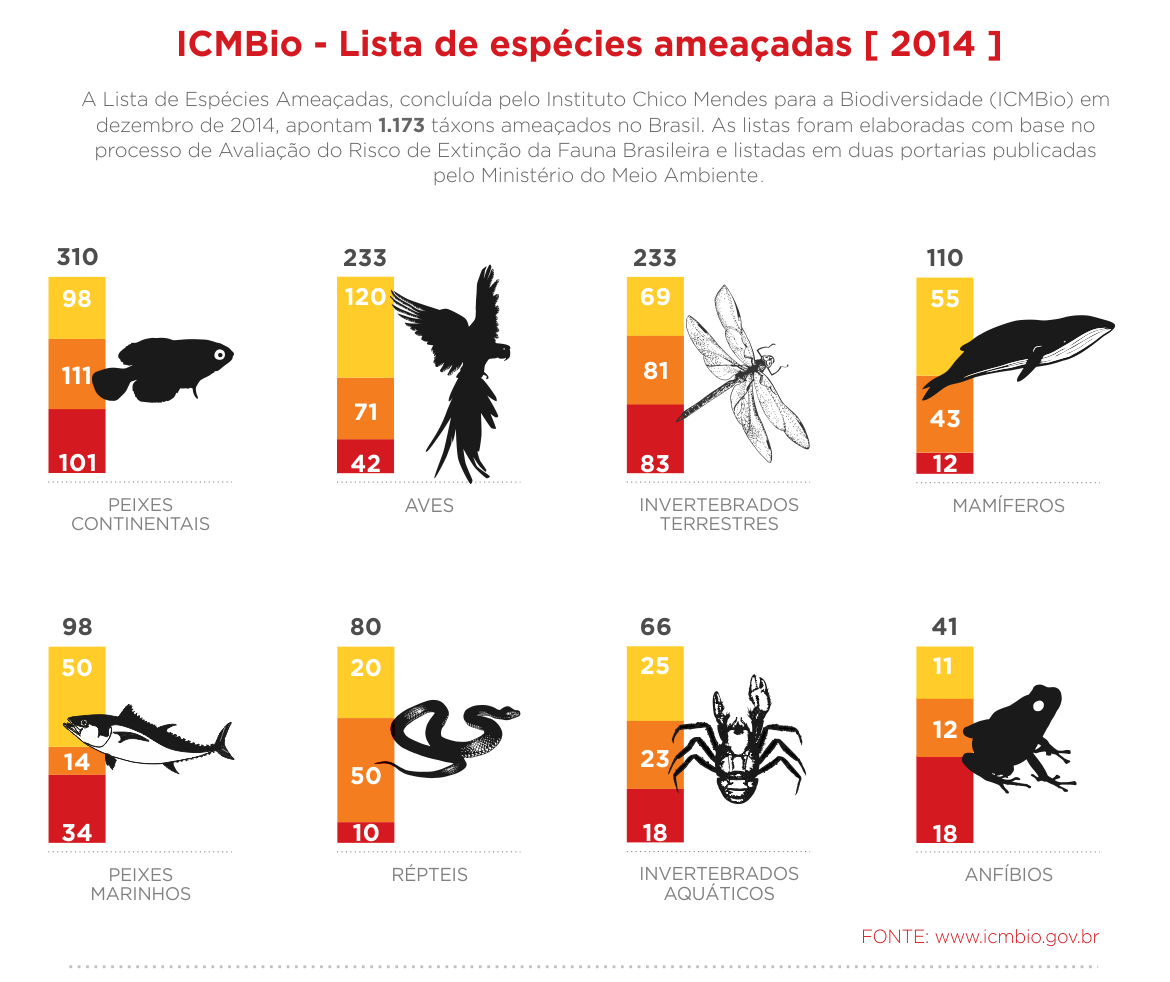 ICMBio - Lista de espécies ameaçadas [ 2014 ]
A Lista de Espécies Ameaçadas, concluída pelo Instituto Chico Mendes para a Biodiversidade (ICMBio) em
dezembro de 2014, apontam 1.173 táxons ameaçados no Brasil. As listas foram elaboradas com base no
processo de Avaliação do Risco de Extinção da Fauna Brasileira e listadas em duas portarias publicadas
pelo Ministério do Meio Ambiente.
310
98
111
101
PEIXES
CONTINENTAIS
233
120
71
42
AVES
233
69
81
83
INVERTEBRADOS
TERRESTRES
110
55
43
12
MAMÍFEROS
98
50
14
34
PEIXES
MARINHOS
80
20
50
10
RÉPTEIS
66
25
23
18
INVERTEBRADOS
AQUÁTICOS
41
11
12
18
ANFÍBIOS
FONTE: www.icmbio.gov.br